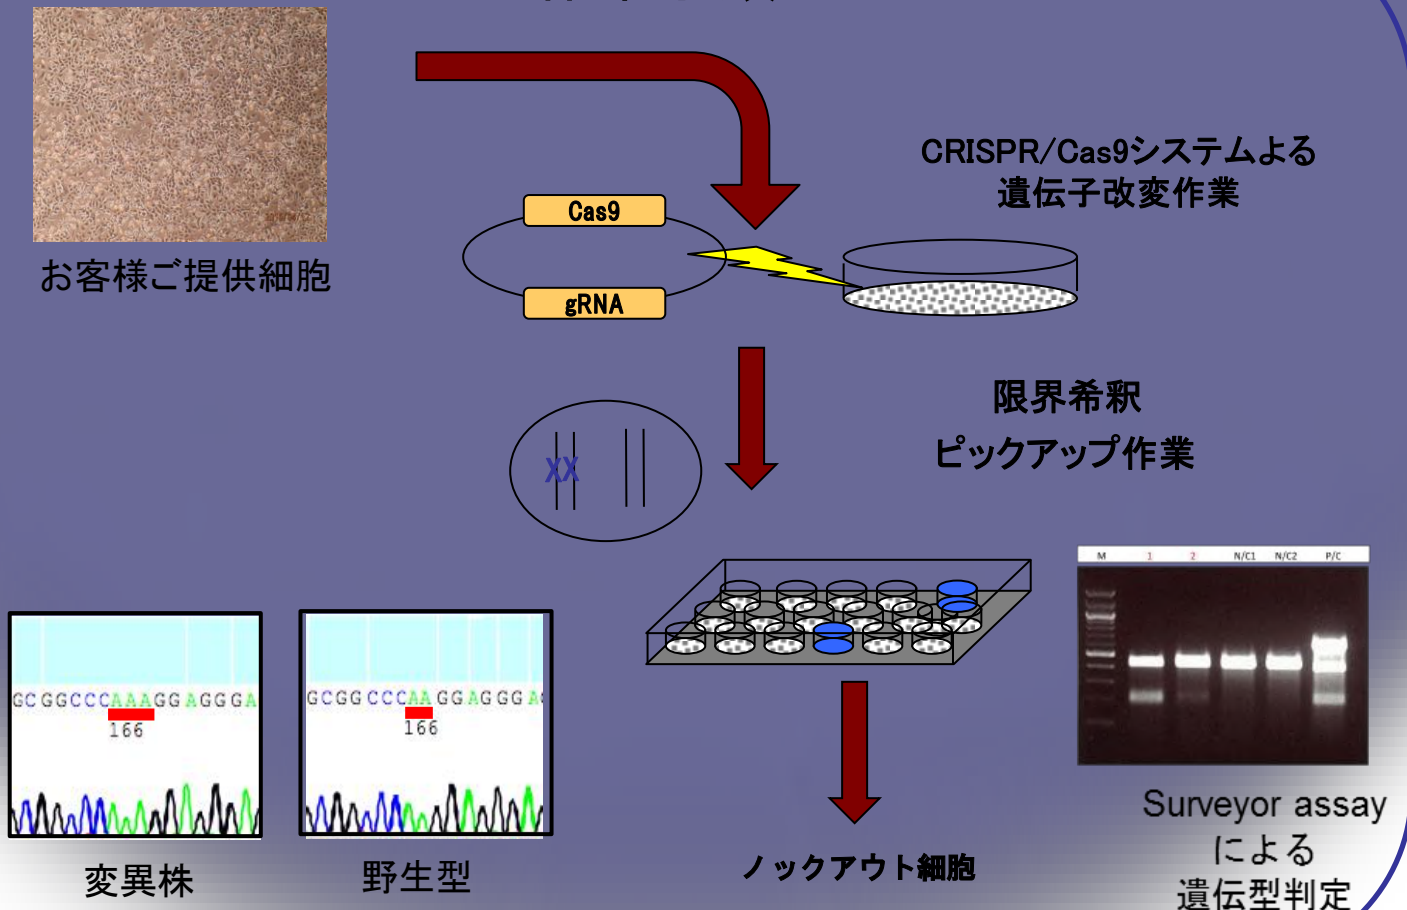 お客様ご提供細胞
CRISPR/Cas9システムよる
遺伝子改変作業
Cas9
gRNA
限界希釈
ピックアップ作業
XX
M 1 2 N/C1 N/C2 P/C
GCGGCCCAAAGGAGGGA
166
変異株
GCGGCCCAAGGAGGGA
166
野生型
ノックアウト細胞
Surveyor assay
による
遺伝型判定